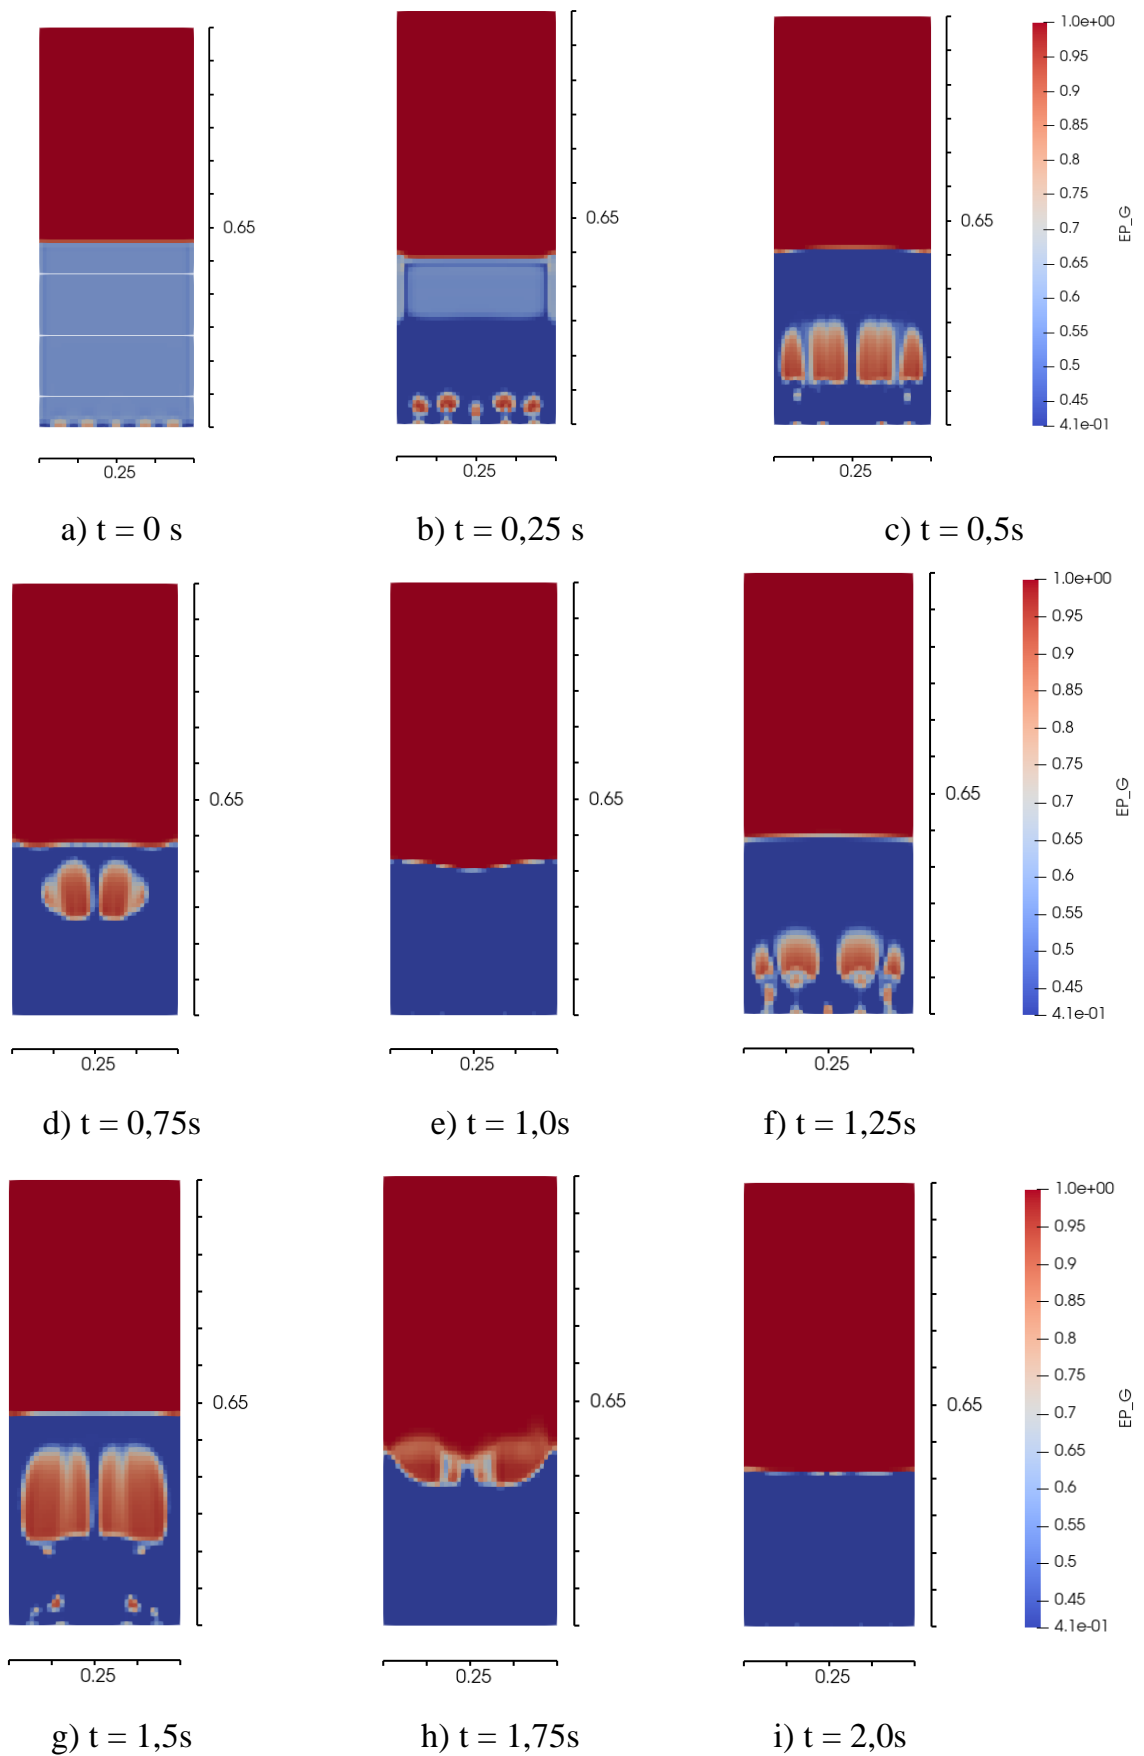 1.0e+00
0.95
0.9
0.85
0.8
0.75
0.7
0.65
0.6
0.55
0.5
0.45
4.1e-01
EP_G
0.65
0.65
0.65
0.25
0.25
0.25
a) t = 0 s
b) t = 0,25 s
c) t = 0,5s
1.0e+00
0.95
0.9
0.85
0.8
0.75
0.7
0.65
0.6
0.55
0.5
0.45
4.1e-01
EP_G
0.65
0.65
0.65
0.25
0.25
0.25
d) t = 0,75s
e) t = 1,0s
f) t = 1,25s
1.0e+00
0.95
0.9
0.85
0.8
0.75
0.7
0.65
0.6
0.55
0.5
0.45
4.1e-01
EP_G
0.65
0.65
0.65
0.25
0.25
0.25
g) t = 1,5s
h) t = 1,75s
i) t = 2,0s